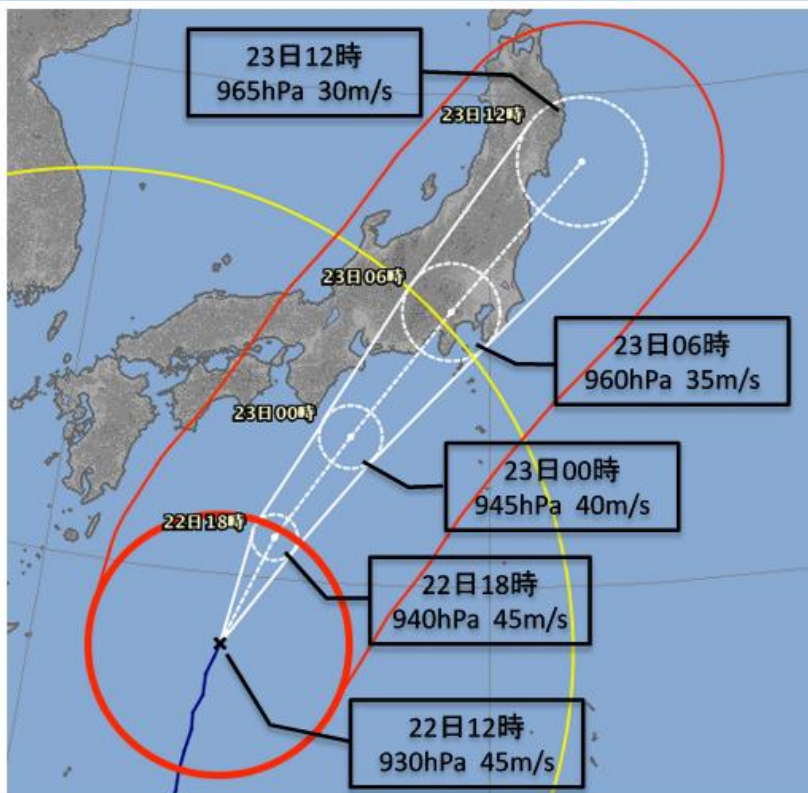 23日12時
965hPa 30m/s
23日12時
23日06時
23日06時
960hPa 35m/s
23日00時
23日00時
945hPa 40m/s
22日18時
22日18時
940hPa 45m/s
22日12時
930hPa 45m/s